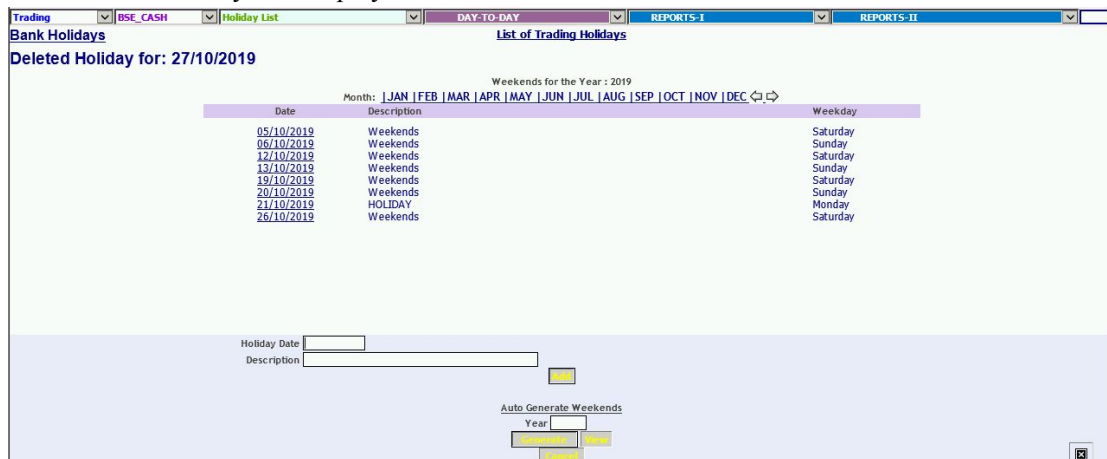 Trading BSE_CASH Holiday List DAY-TO-DAY REPORTS-I REPORTS-II
Bank Holidays List of Trading Holidays
Deleted Holiday for: 27/10/2019
Weekends for the Year : 2019
Month: |JAN |FEB |MAR |APR |MAY |JUN |JUL |AUG |SEP |OCT |NOV |DEC
Date Description Weekday
05/10/2019 Weekends Saturday
06/10/2019 Weekends Sunday
12/10/2019 Weekends Saturday
13/10/2019 Weekends Sunday
19/10/2019 Weekends Saturday
20/10/2019 Weekends Sunday
21/10/2019 HOLIDAY Monday
26/10/2019 Weekends Saturday
Holiday Date
Description
Add
Auto Generate Weekends
Year
Generate View
Cancel